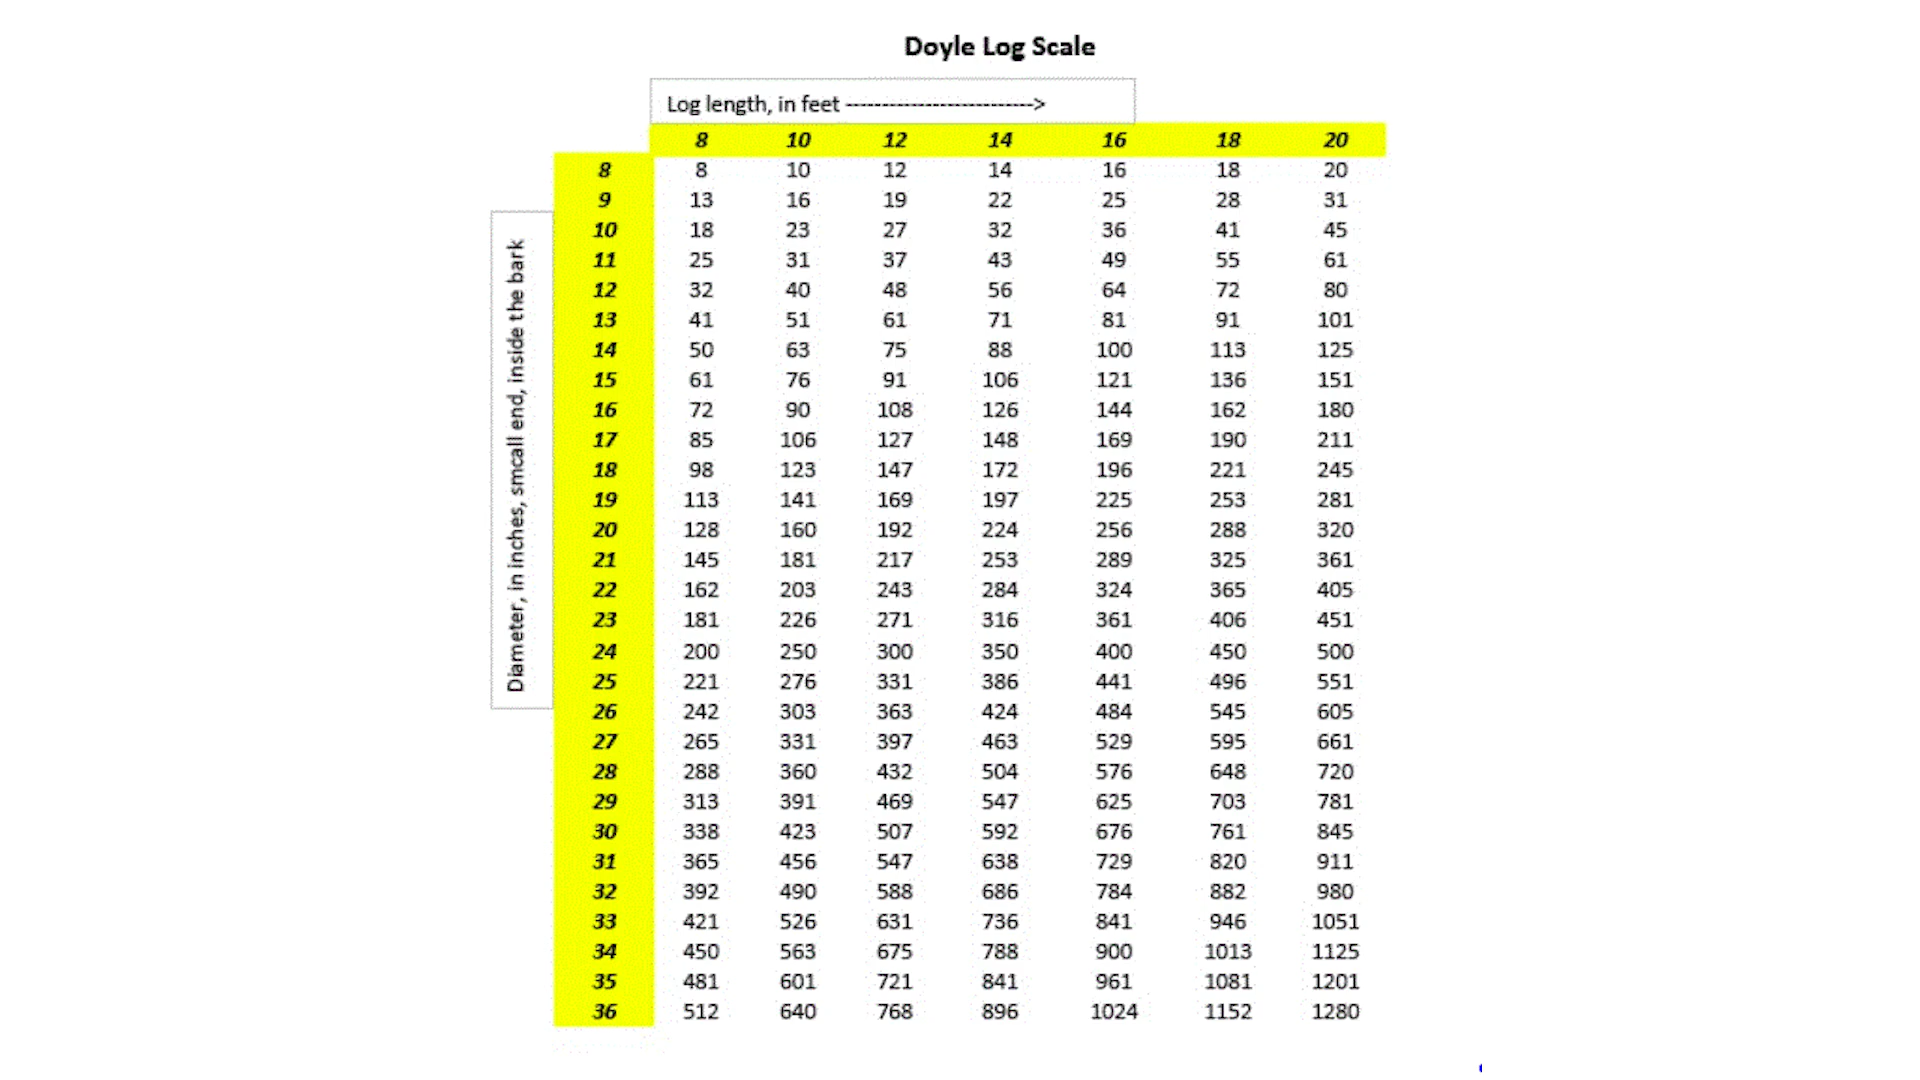 Doyle Log Scale
Log length, in feet -------------------------->
8 10 12 14 16 18 20
Diameter, in inches, smcall end, inside the bark
8 8 10 12 14 16 18 20
9 13 16 19 22 25 28 31
10 18 23 27 32 36 41 45
11 25 31 37 43 49 55 61
12 32 40 48 56 64 72 80
13 41 51 61 71 81 91 101
14 50 63 75 88 100 113 125
15 61 76 91 106 121 136 151
16 72 90 108 126 144 162 180
17 85 106 127 148 169 190 211
18 98 123 147 172 196 221 245
19 113 141 169 197 225 253 281
20 128 160 192 224 256 288 320
21 145 181 217 253 289 325 361
22 162 203 243 284 324 365 405
23 181 226 271 316 361 406 451
24 200 250 300 350 400 450 500
25 221 276 331 386 441 496 551
26 242 303 363 424 484 545 605
27 265 331 397 463 529 595 661
28 288 360 432 504 576 648 720
29 313 391 469 547 625 703 781
30 338 423 507 592 676 761 845
31 365 456 547 638 729 820 911
32 392 490 588 686 784 882 980
33 421 526 631 736 841 946 1051
34 450 563 675 788 900 1013 1125
35 481 601 721 841 961 1081 1201
36 512 640 768 896 1024 1152 1280